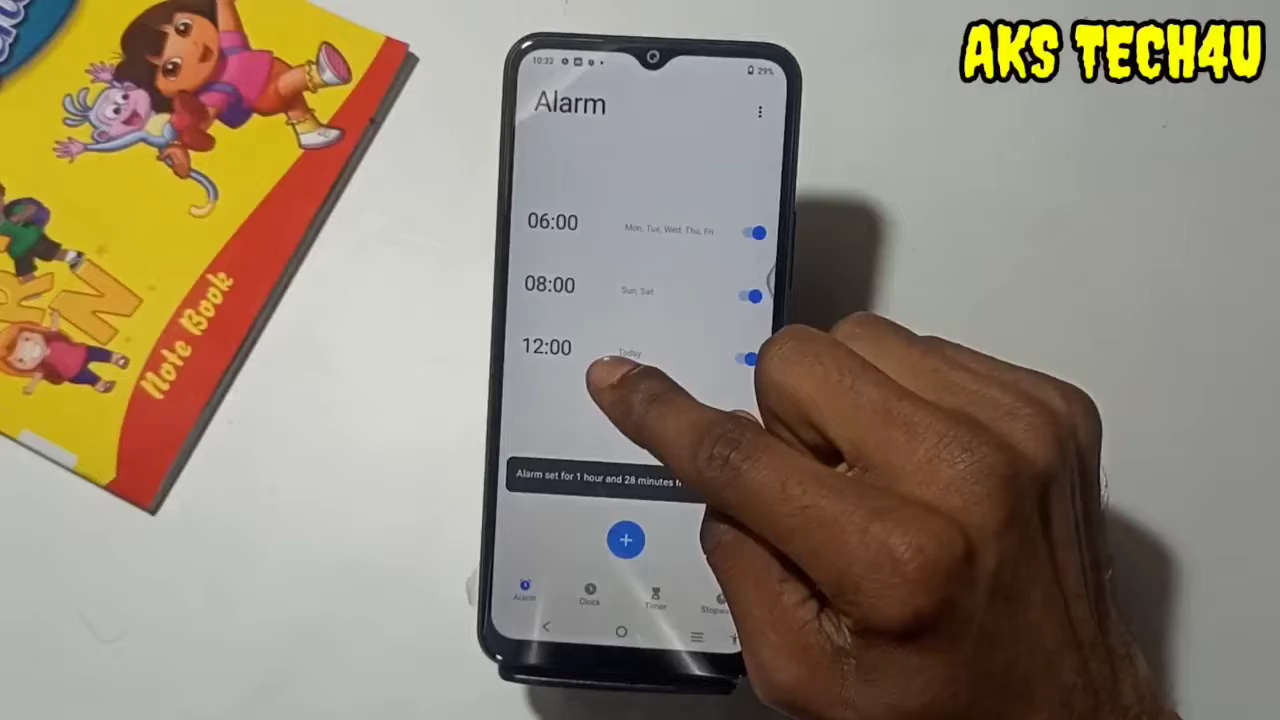 AKS TECH4U
10:33
29%
Alarm
06:00
Mon, Tue, Wed, Thu, Fri
08:00
Sun, Sat
12:00
Today
Alarm set for 1 hour and 28 minutes
+
Alarm
Clock
Timer
Note Book